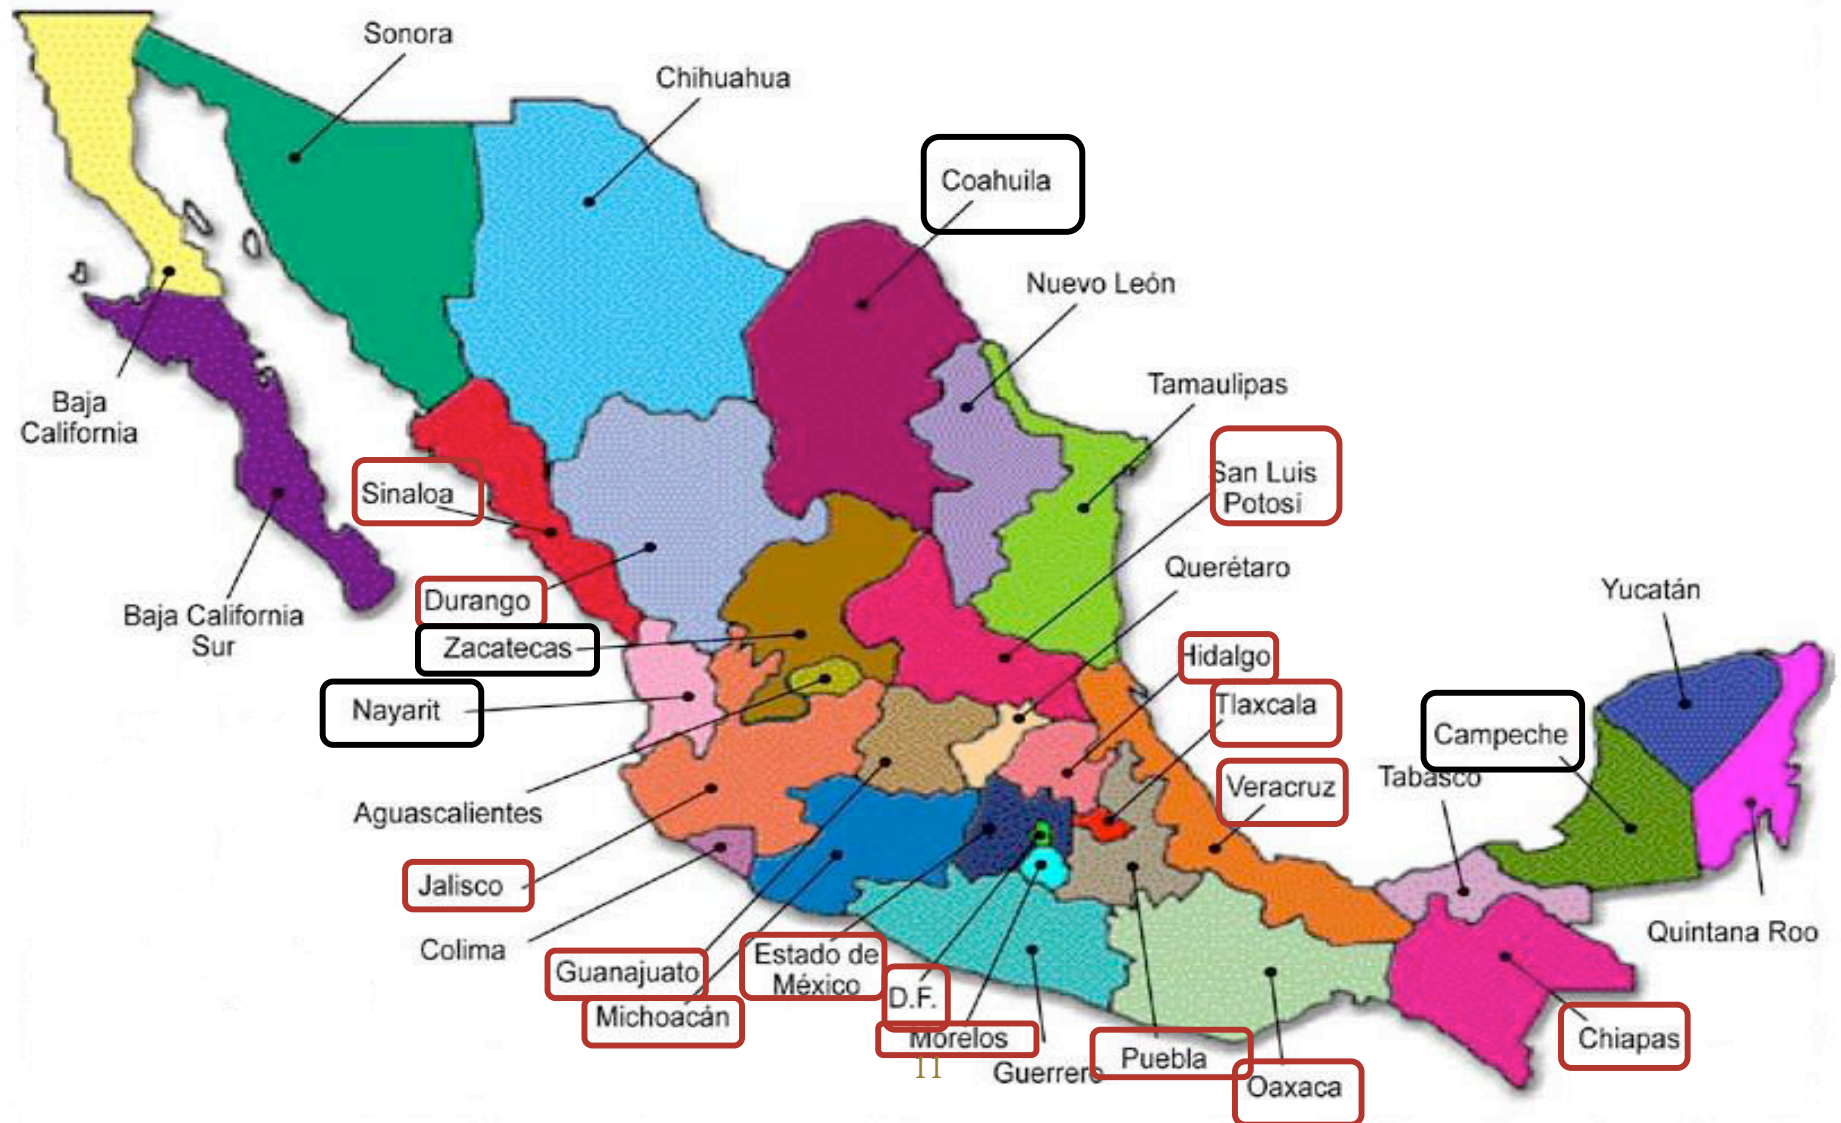 Sonora
Chihuahua
Coahuila
Nuevo León
Tamaulipas
Baja
California
San Luis
Potosi
Sinaloa
Querétaro
Yucatán
Durango
Baja California
Sur
Zacatecas
Hidalgo
Nayarit
Tlaxcala
Campeche
Tabasco
Veracruz
Aguascalientes
Jalisco
Quintana Roo
Colima
Guanajuato
Estado de
México
D.F.
Michoacán
Morelos
Chiapas
Puebla
11
Guerrero
Oaxaca